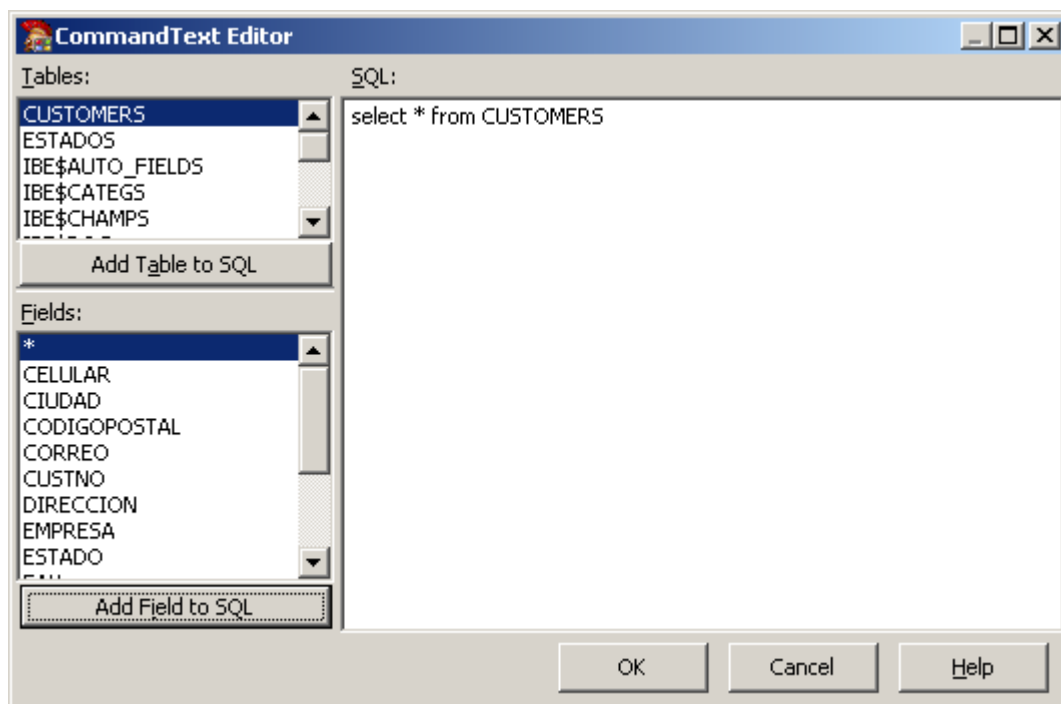 CommandText Editor
Tables:
CUSTOMERS
ESTADOS
IBE$AUTO_FIELDS
IBE$CATEGS
IBE$CHAMPS
Add Table to SQL
Fields:
*
CELULAR
CIUDAD
CODIGOPOSTAL
CORREO
CUSTNO
DIRECCION
EMPRESA
ESTADO
Add Field to SQL
SQL:
select * from CUSTOMERS
OK
Cancel
Help